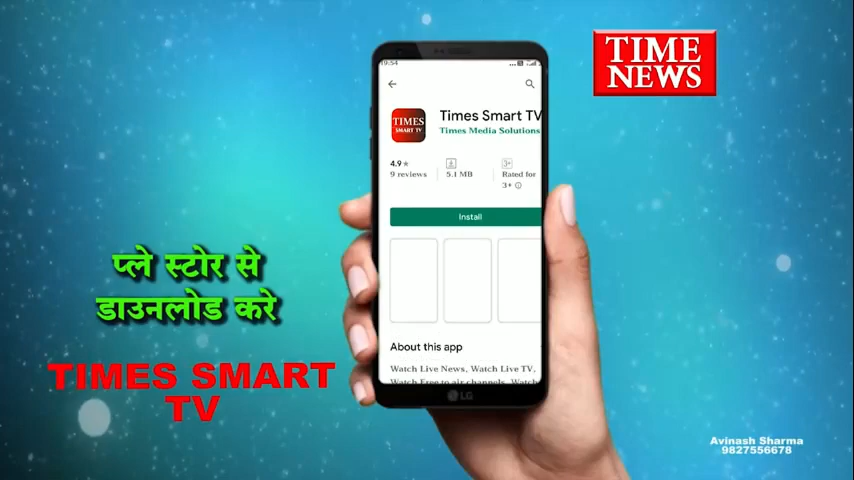 TIME
NEWS
19:54
Times Smart TV
TIMES
SMART TV
Times Media Solutions
4.9★
9 reviews
5.1 MB
3+
Rated for
3+
Install
About this app
Watch Live News, Watch Live TV,
Watch Free to air channels, Watch
LG
प्ले स्टोर से
डाउनलोड करे
TIMES SMART
TV
Avinash Sharma
9827556678